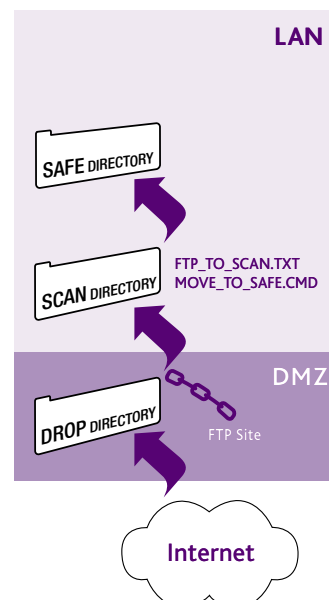 LAN
SAFE DIRECTORY
SCAN DIRECTORY
FTP_TO_SCAN.TXT
MOVE_TO_SAFE.CMD
DMZ
DROP DIRECTORY
FTP Site
Internet